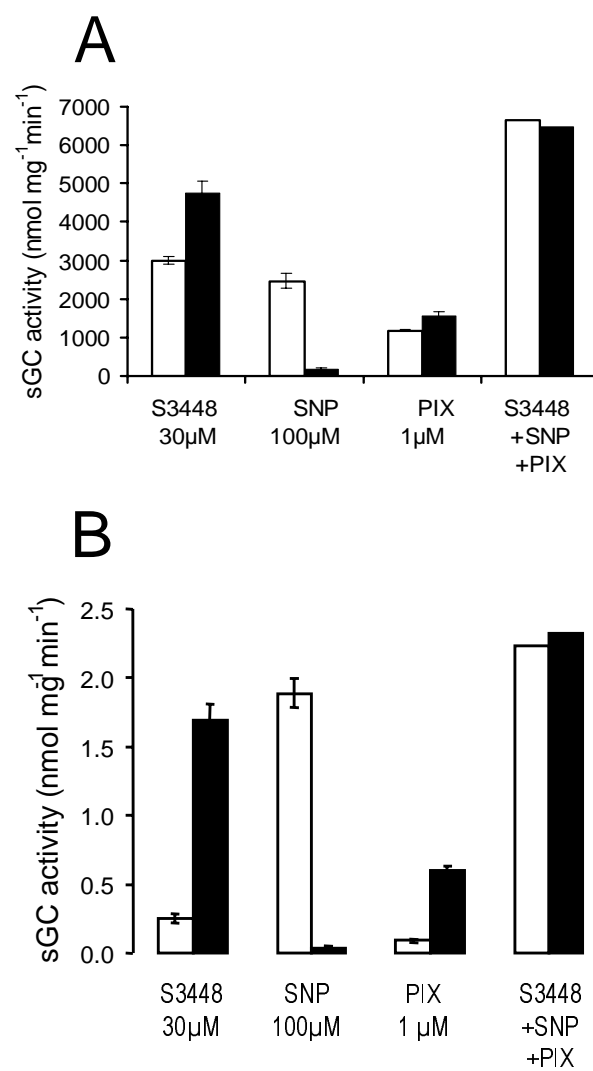 A
sGC activity (nmol mg-1min-1)
7000
6000
5000
4000
3000
2000
1000
0
S3448 SNP PIX S3448
30µM 100µM 1µM +SNP
+PIX
B
sGC activity (nmol mg-1min-1)
2.5
2.0
1.5
1.0
0.5
0.0
S3448 SNP PIX S3448
30µM 100µM 1 µM +SNP
+PIX